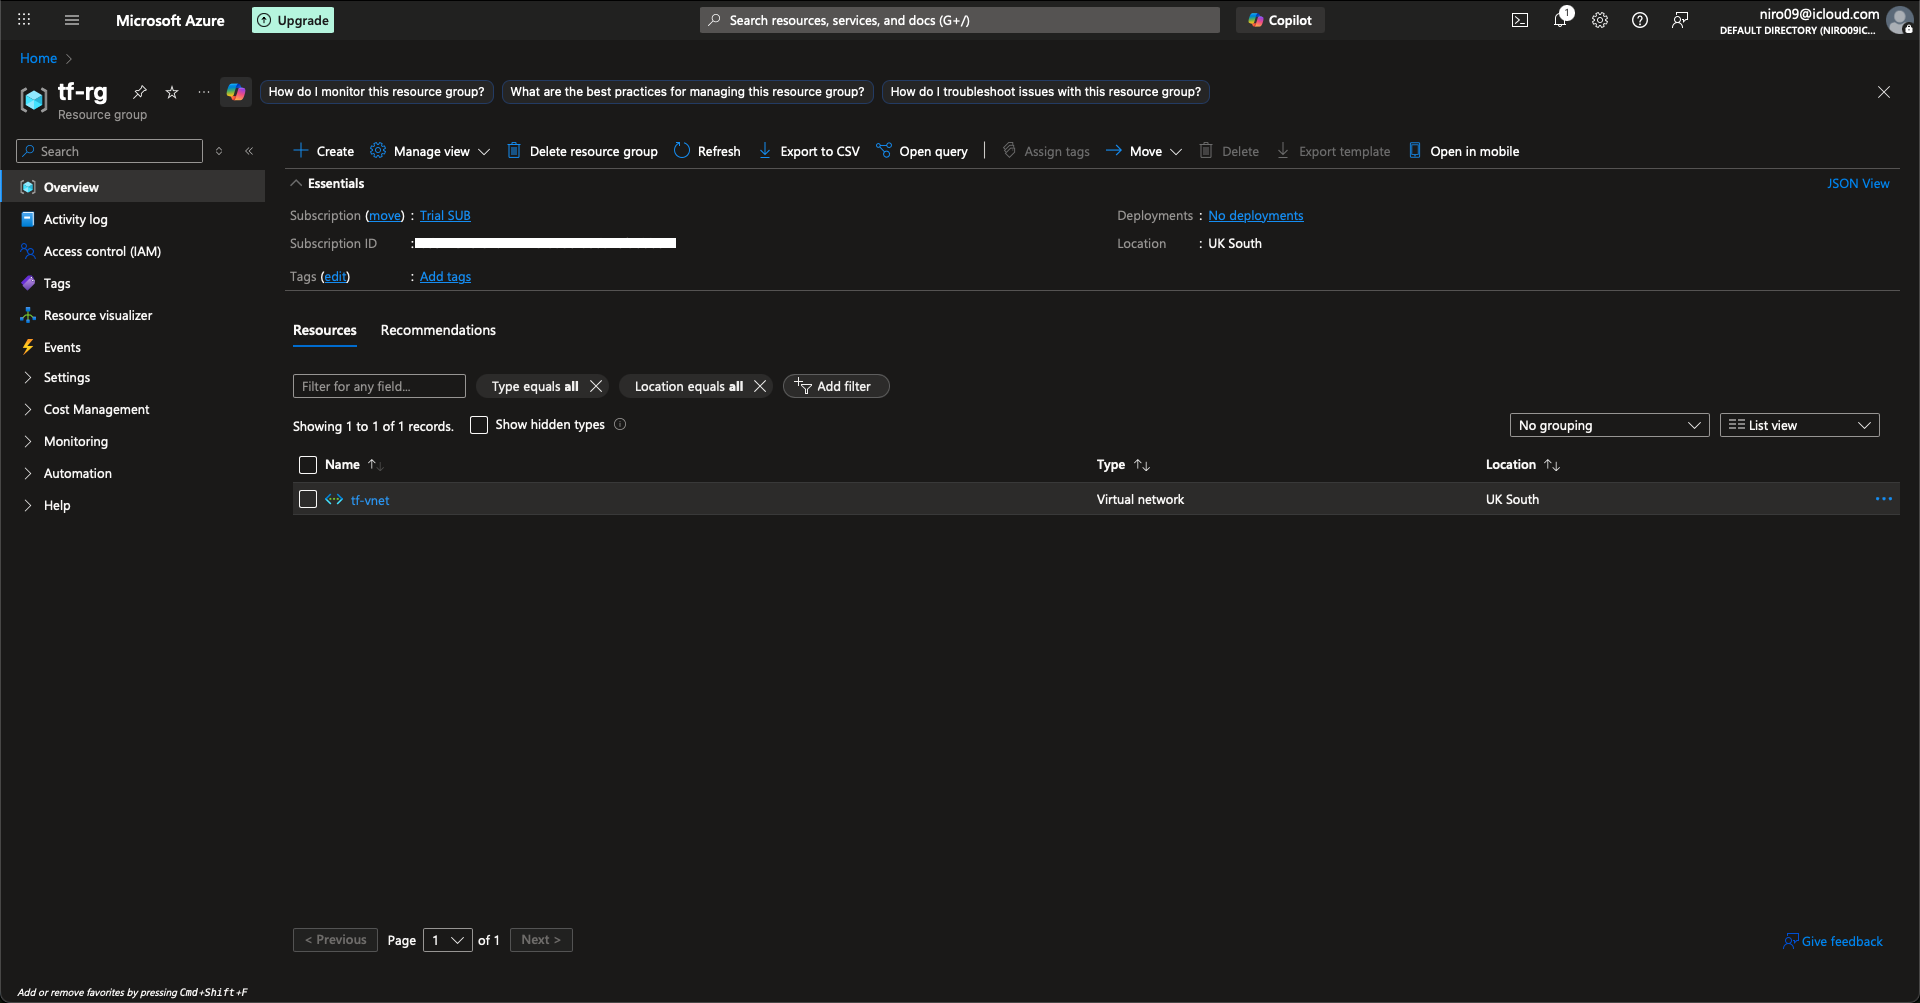 Microsoft Azure
Upgrade
Search resources, services, and docs (G+/)
Copilot
1
niro09@icloud.com
DEFAULT DIRECTORY (NIRO09IC...
Home
tf-rg
Resource group
How do I monitor this resource group?
What are the best practices for managing this resource group?
How do I troubleshoot issues with this resource group?
Search
Create
Manage view
Delete resource group
Refresh
Export to CSV
Open query
Assign tags
Move
Delete
Export template
Open in mobile
Overview
Activity log
Access control (IAM)
Tags
Resource visualizer
Events
Settings
Cost Management
Monitoring
Automation
Help
Essentials
JSON View
Subscription (move) : Trial SUB
Deployments : No deployments
Subscription ID :
Location : UK South
Tags (edit) : Add tags
Resources
Recommendations
Filter for any field...
Type equals all
Location equals all
Add filter
Showing 1 to 1 of 1 records.
Show hidden types
No grouping
List view
Name
Type
Location
tf-vnet
Virtual network
UK South
< Previous
Page 1 of 1
Next >
Give feedback
Add or remove favorites by pressing Cmd+Shift+F